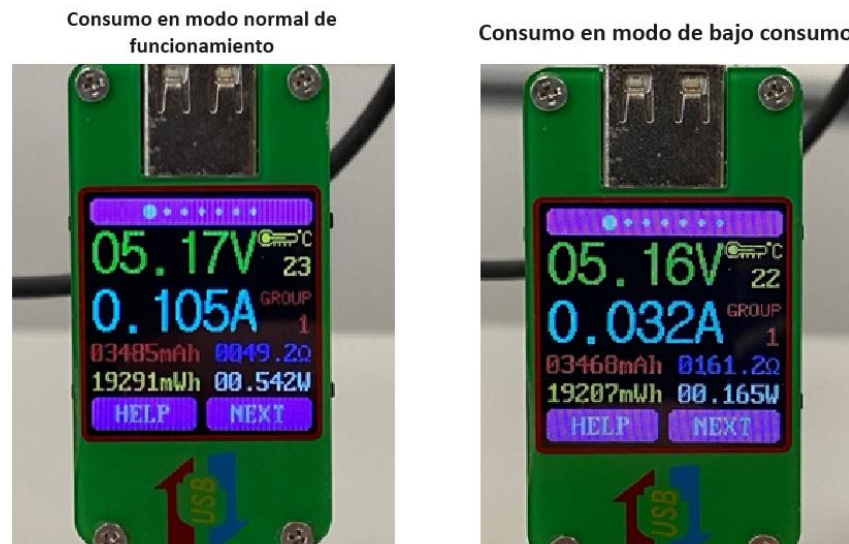 Consumo en modo normal de
funcionamiento
05.17V °C
23
0.105A GROUP
1
03485mAh 0049.2Ω
19291mWh 00.542W
HELP NEXT
USB
Consumo en modo de bajo consumo
05.16V °C
22
0.032A GROUP
1
03468mAh 0161.2Ω
19207mWh 00.165W
HELP NEXT
USB